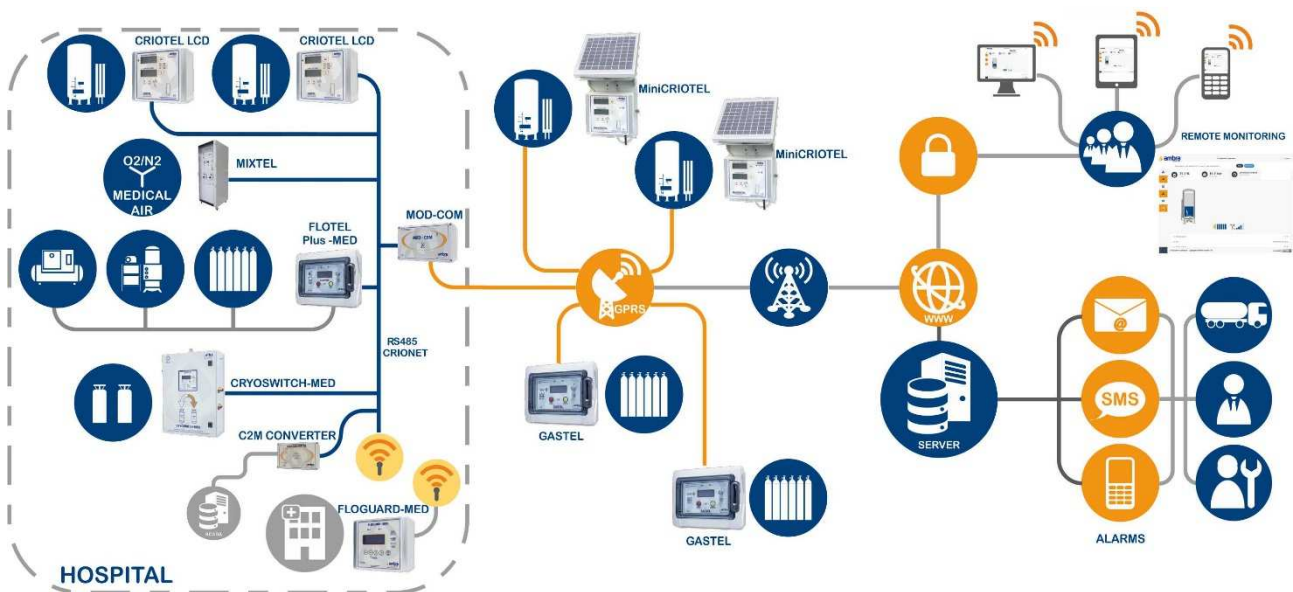 CRIOTEL LCD
CRIOTEL LCD
MIXTEL
O2/N2
MEDICAL
AIR
FLOTEL
Plus -MED
MOD-COM
RS485
CRIONET
CRYOSWITCH-MED
C2M CONVERTER
FLOGUARD-MED
HOSPITAL
MiniCRIOTEL
MiniCRIOTEL
GPRS
GASTEL
GASTEL
WWW
SERVER
REMOTE MONITORING
ambra
@
SMS
ALARMS